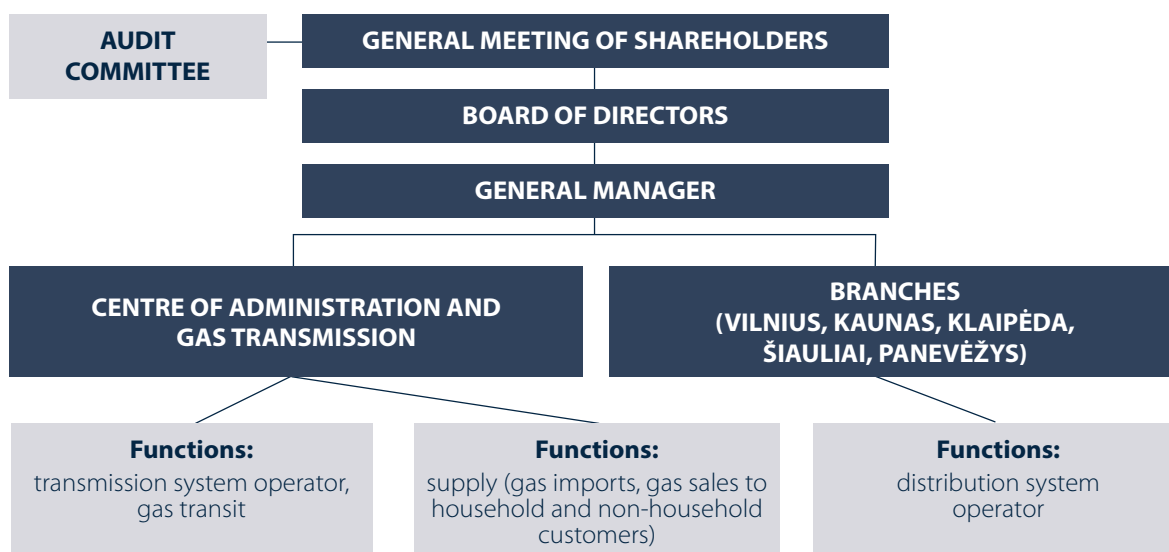 AUDIT
COMMITTEE
GENERAL MEETING OF SHAREHOLDERS
BOARD OF DIRECTORS
GENERAL MANAGER
CENTRE OF ADMINISTRATION AND
GAS TRANSMISSION
BRANCHES
(VILNIUS, KAUNAS, KLAIPĖDA,
ŠIAULIAI, PANEVĖŽYS)
Functions:
transmission system operator,
gas transit
Functions:
supply (gas imports, gas sales to
household and non-household
customers)
Functions:
distribution system
operator